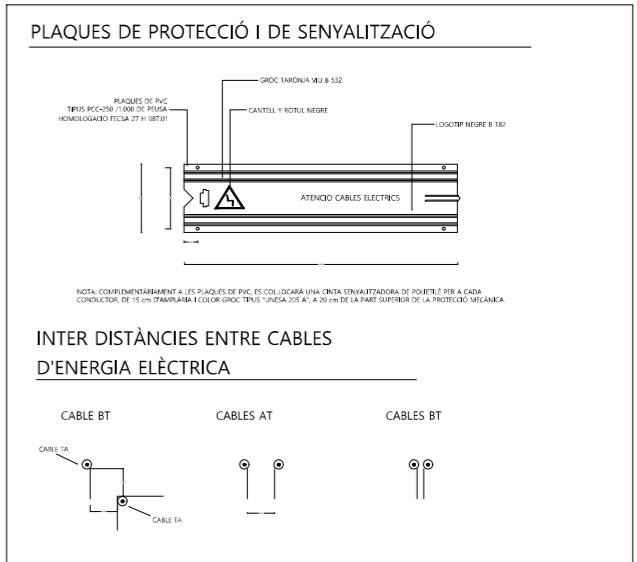 PLAQUES DE PROTECCIÓ I DE SENYALITZACIÓ
GROC TARONJA VIU B 532
PLAQUES DE PVC
TIPUS PCC-250 /1.000 DE PEUSA
HOMOLOGACIÓ FECSA 27 H 087.01
CANTELL Y RÒTUL NEGRE
LOGOTIP NEGRE B 182
ATENCIO CABLES ELECTRICS
NOTA: COMPLEMENTÀRIAMENT A LES PLAQUES DE PVC, ES COL.LOCARÀ UNA CINTA SENYALITZADORA DE POLIETILÈ PER A CADA
CONDUCTOR, DE 15 cm D'AMPLÀRIA I COLOR GROC TIPUS "UNESA 205 A", A 20 cm DE LA PART SUPERIOR DE LA PROTECCIÓ MECÀNICA.
INTER DISTÀNCIES ENTRE CABLES
D'ENERGIA ELÈCTRICA
CABLE BT
CABLES AT
CABLES BT
CABLE TA
CABLE TA